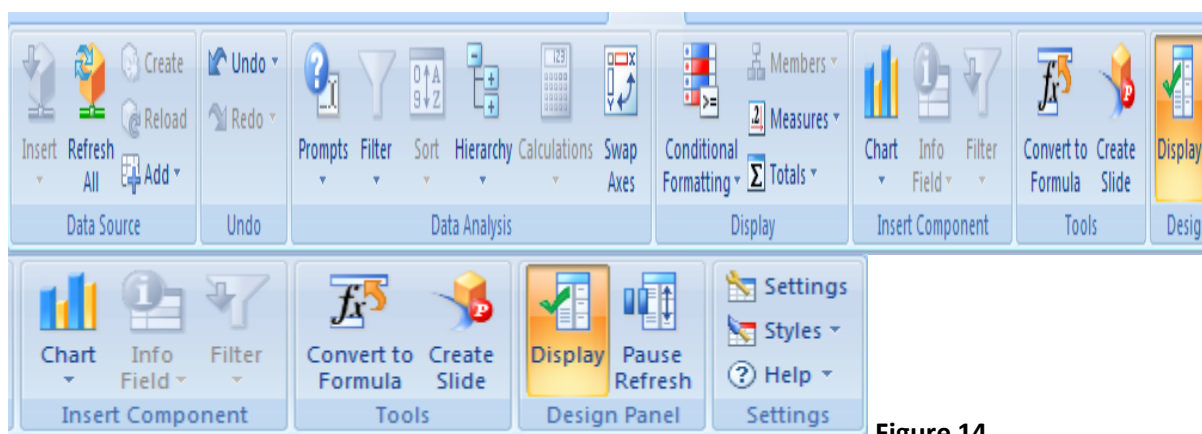 Insert
Refresh All
Create
Reload
Add
Data Source
Undo
Redo
Undo
Prompts
Filter
Sort
Hierarchy
Calculations
Swap Axes
Data Analysis
Conditional Formatting
Members
Measures
Totals
Display
Chart
Info Field
Filter
Insert Component
Convert to Formula
Create Slide
Tools
Display
Desig
Chart
Info Field
Filter
Insert Component
Convert to Formula
Create Slide
Tools
Display
Pause Refresh
Design Panel
Settings
Styles
Help
Settings
Figure 14